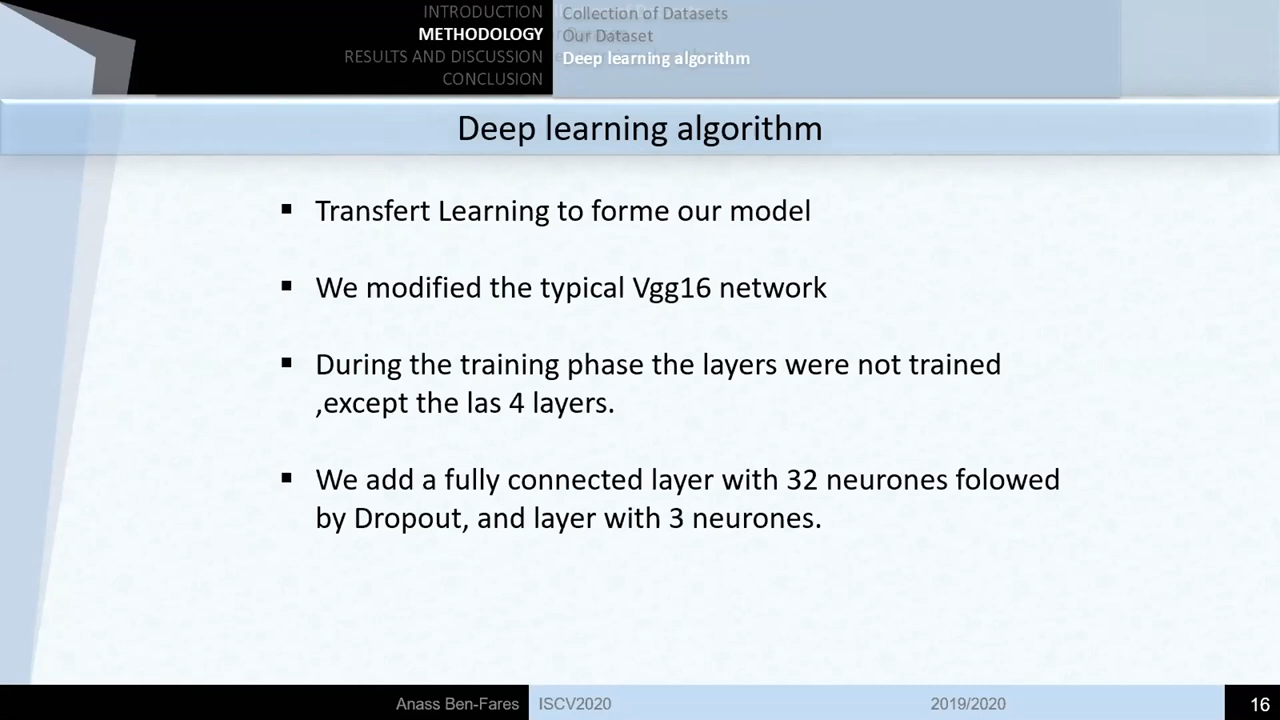 INTRODUCTION
METHODOLOGY
RESULTS AND DISCUSSION
CONCLUSION
Collection of Datasets
Our Dataset
Deep learning algorithm
Deep learning algorithm
▪ Transfert Learning to forme our model
▪ We modified the typical Vgg16 network
▪ During the training phase the layers were not trained
,except the las 4 layers.
▪ We add a fully connected layer with 32 neurones folowed
by Dropout, and layer with 3 neurones.
Anass Ben-Fares
ISCV2020
2019/2020
16